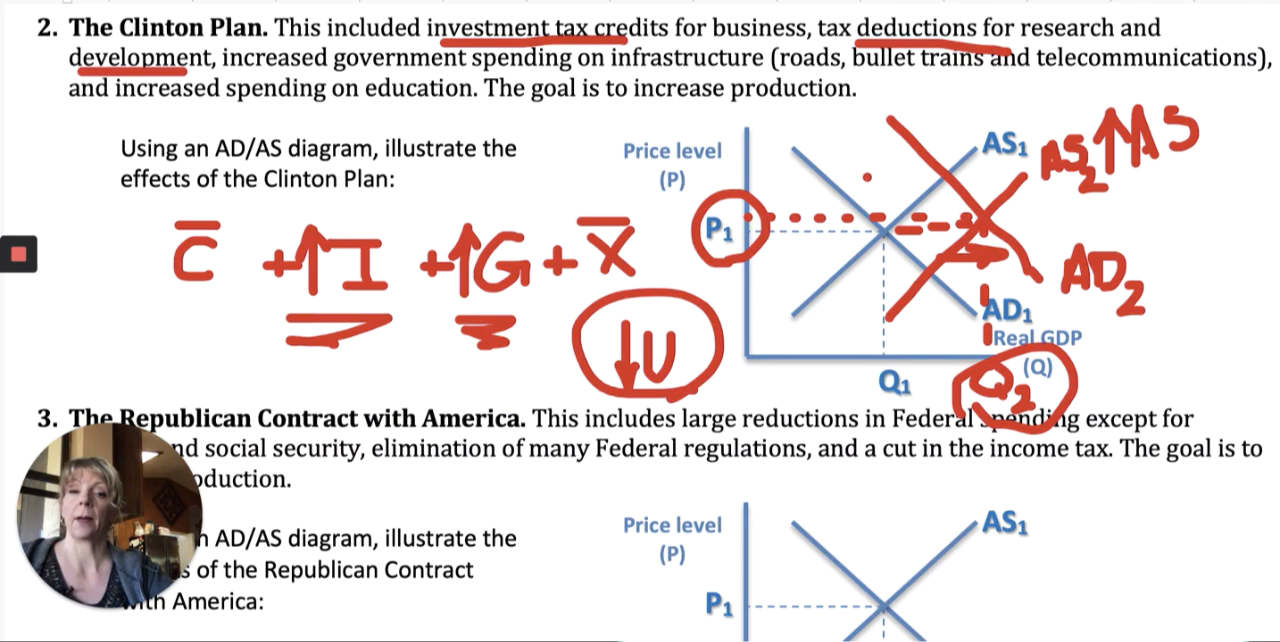 2. The Clinton Plan. This included investment tax credits for business, tax deductions for research and
development, increased government spending on infrastructure (roads, bullet trains and telecommunications),
and increased spending on education. The goal is to increase production.
Using an AD/AS diagram, illustrate the
effects of the Clinton Plan:
Price level
(P)
P1
AS1
AS2
AD2
AD1
Real GDP
(Q)
Q1
Q2
C +↑I +↑G + X
↓U
3. The Republican Contract with America. This includes large reductions in Federal spending except for
nd social security, elimination of many Federal regulations, and a cut in the income tax. The goal is to
oduction.
AD/AS diagram, illustrate the
of the Republican Contract
th America:
Price level
(P)
P1
AS1